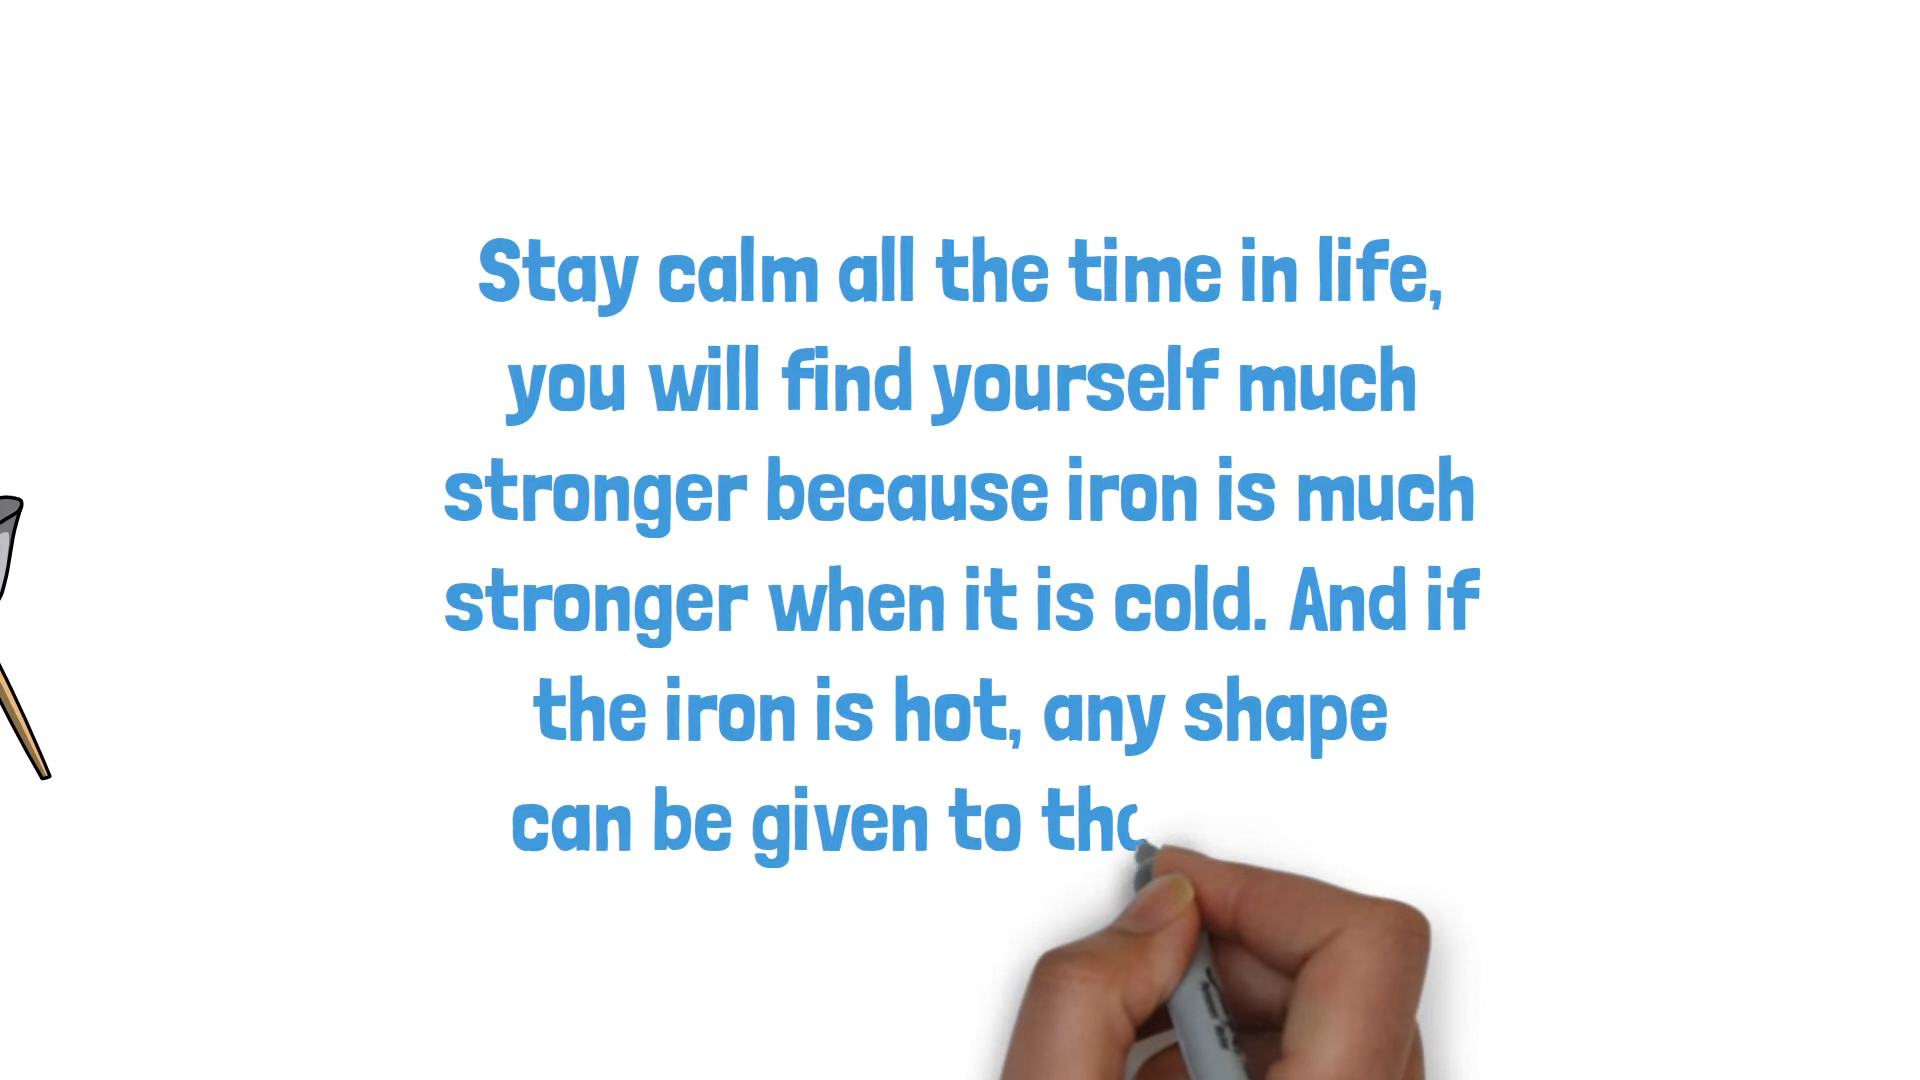 Stay calm all the time in life,
you will find yourself much
stronger because iron is much
stronger when it is cold. And if
the iron is hot, any shape
can be given to